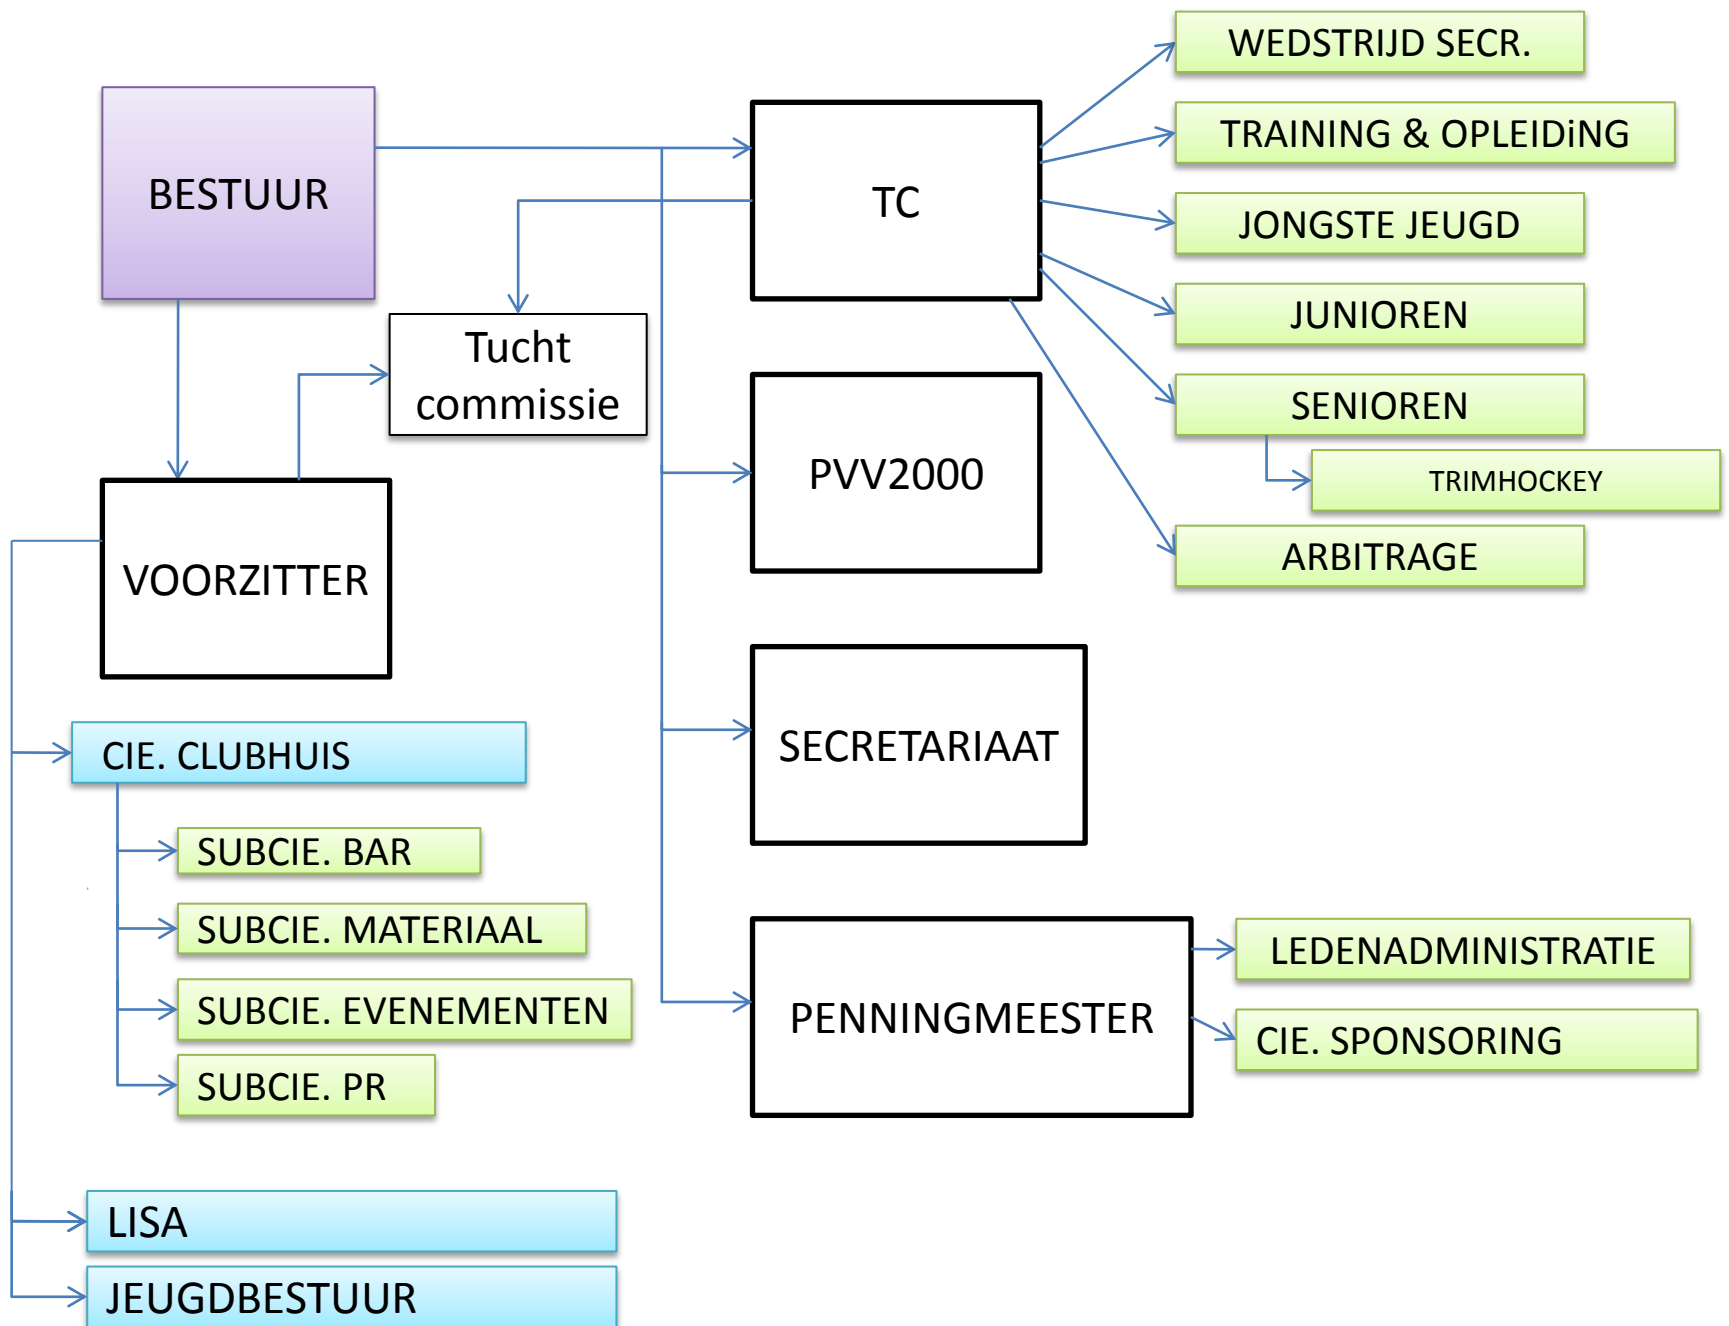 BESTUUR
TC
WEDSTRIJD SECR.
TRAINING & OPLEIDiNG
JONGSTE JEUGD
JUNIOREN
SENIOREN
TRIMHOCKEY
ARBITRAGE
Tucht
commissie
PVV2000
VOORZITTER
SECRETARIAAT
CIE. CLUBHUIS
SUBCIE. BAR
SUBCIE. MATERIAAL
SUBCIE. EVENEMENTEN
SUBCIE. PR
PENNINGMEESTER
LEDENADMINISTRATIE
CIE. SPONSORING
LISA
JEUGDBESTUUR